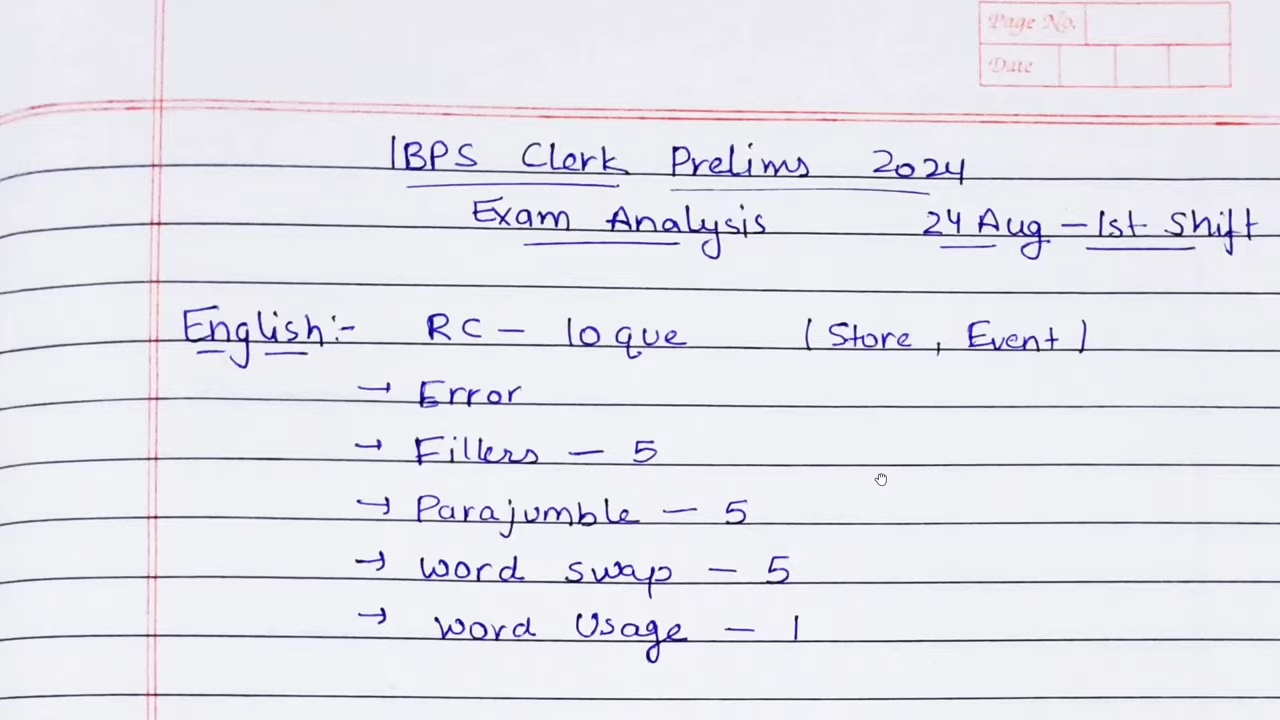 Page No.
Date
IBPS Clerk Prelims 2024
Exam Analysis 24 Aug - 1st Shift
English:- RC - 10 que (Store, Event)
→ Error
→ Fillers - 5
→ Parajumble - 5
→ word swap - 5
→ word Usage - 1